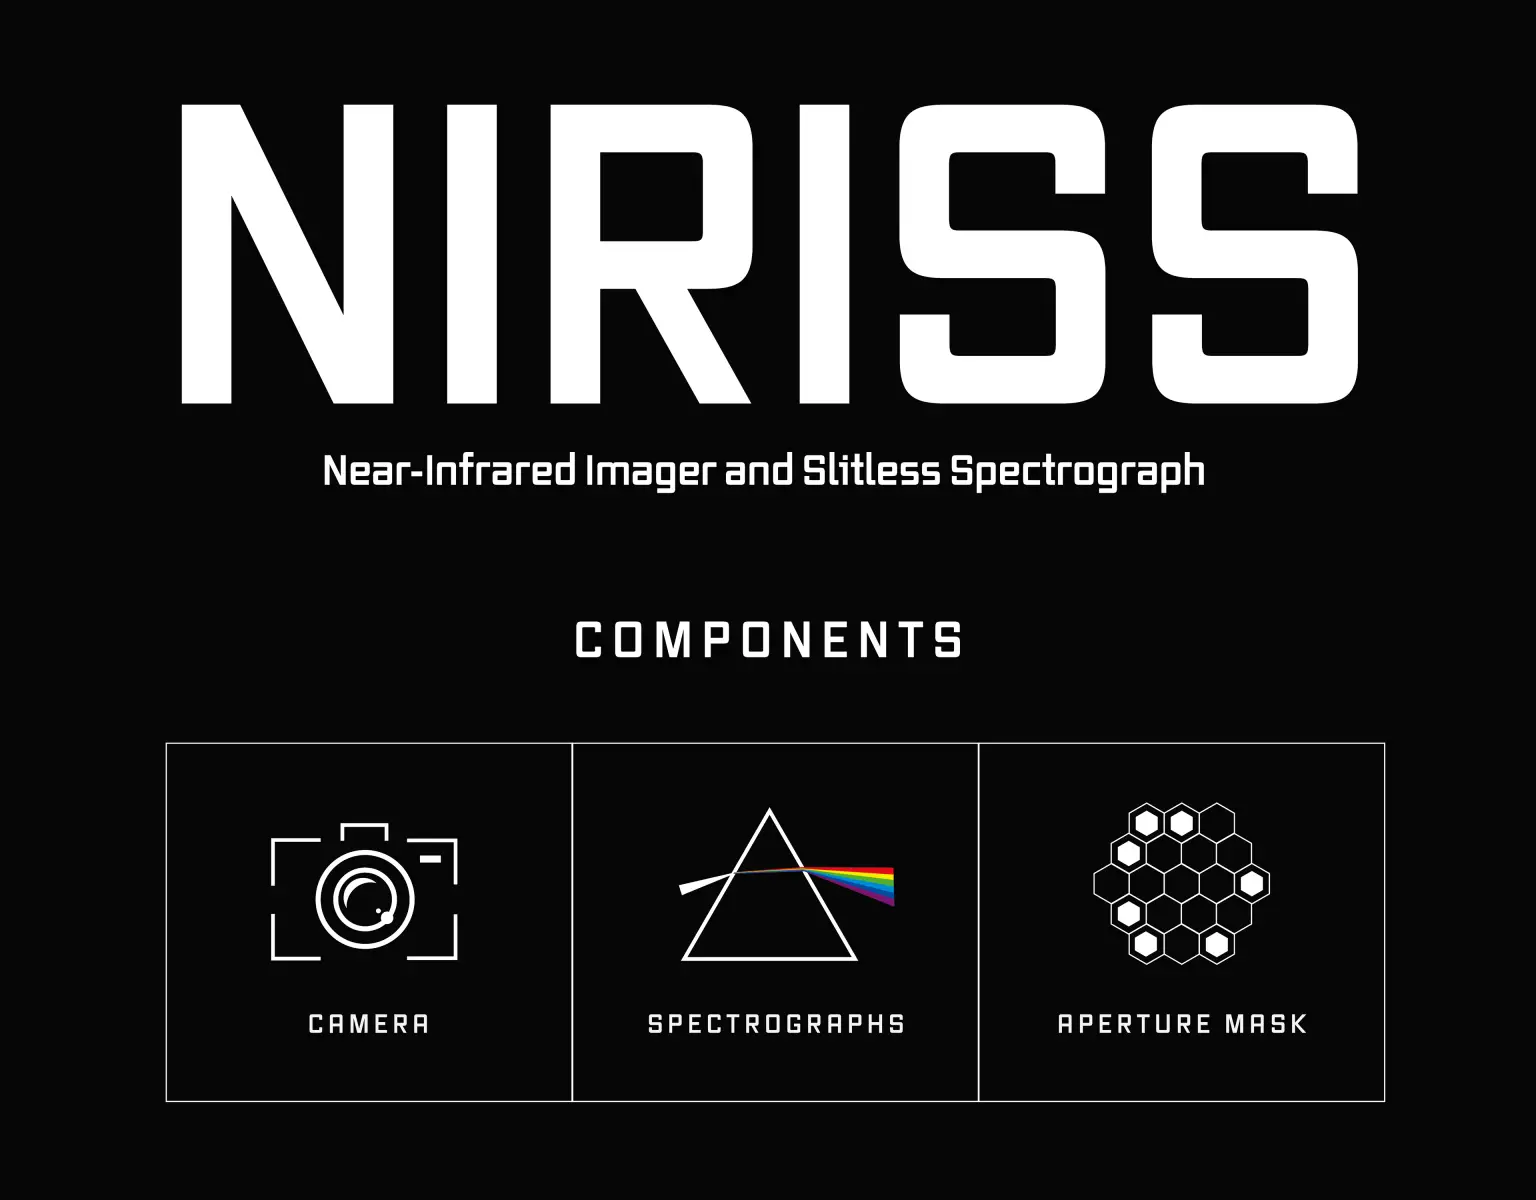 NIRISS
Near-Infrared Imager and Slitless Spectrograph
COMPONENTS
CAMERA
SPECTROGRAPHS
APERTURE MASK